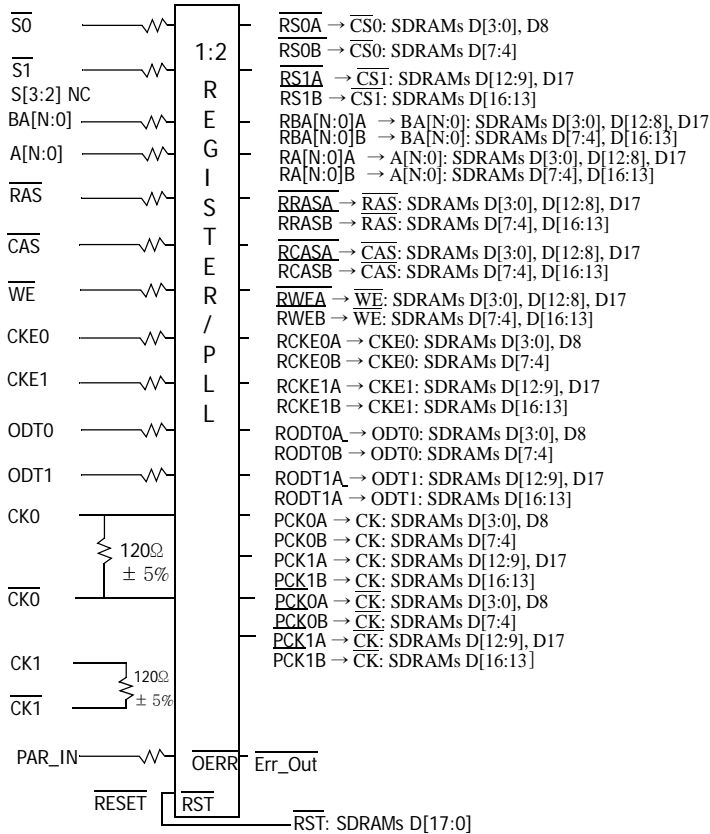 S0
S1
S[3:2] NC
BA[N:0]
A[N:0]
RAS
CAS
WE
CKE0
CKE1
ODT0
ODT1
CK0
120Ω
± 5%
CK0
CK1
120Ω
± 5%
CK1
PAR_IN
RESET
1:2
R
E
G
I
S
T
E
R
/
P
L
L
OERR
RST
RS0A → CS0: SDRAMs D[3:0], D8
RS0B → CS0: SDRAMs D[7:4]
RS1A → CS1: SDRAMs D[12:9], D17
RS1B → CS1: SDRAMs D[16:13]
RBA[N:0]A → BA[N:0]: SDRAMs D[3:0], D[12:8], D17
RBA[N:0]B → BA[N:0]: SDRAMs D[7:4], D[16:13]
RA[N:0]A → A[N:0]: SDRAMs D[3:0], D[12:8], D17
RA[N:0]B → A[N:0]: SDRAMs D[7:4], D[16:13]
RRASA → RAS: SDRAMs D[3:0], D[12:8], D17
RRASB → RAS: SDRAMs D[7:4], D[16:13]
RCASA → CAS: SDRAMs D[3:0], D[12:8], D17
RCASB → CAS: SDRAMs D[7:4], D[16:13]
RWEA → WE: SDRAMs D[3:0], D[12:8], D17
RWEB → WE: SDRAMs D[7:4], D[16:13]
RCKE0A → CKE0: SDRAMs D[3:0], D8
RCKE0B → CKE0: SDRAMs D[7:4]
RCKE1A → CKE1: SDRAMs D[12:9], D17
RCKE1B → CKE1: SDRAMs D[16:13]
RODT0A → ODT0: SDRAMs D[3:0], D8
RODT0B → ODT0: SDRAMs D[7:4]
RODT1A → ODT1: SDRAMs D[12:9], D17
RODT1A → ODT1: SDRAMs D[16:13]
PCK0A → CK: SDRAMs D[3:0], D8
PCK0B → CK: SDRAMs D[7:4]
PCK1A → CK: SDRAMs D[12:9], D17
PCK1B → CK: SDRAMs D[16:13]
PCK0A → CK: SDRAMs D[3:0], D8
PCK0B → CK: SDRAMs D[7:4]
PCK1A → CK: SDRAMs D[12:9], D17
PCK1B → CK: SDRAMs D[16:13]
Err_Out
RST: SDRAMs D[17:0]